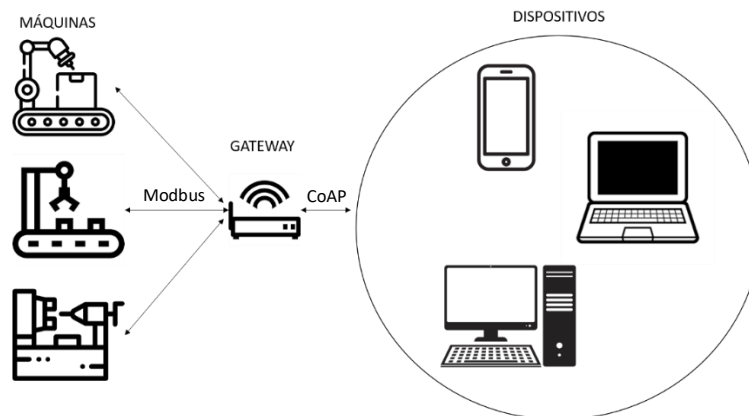 MÁQUINAS
DISPOSITIVOS
GATEWAY
Modbus
CoAP